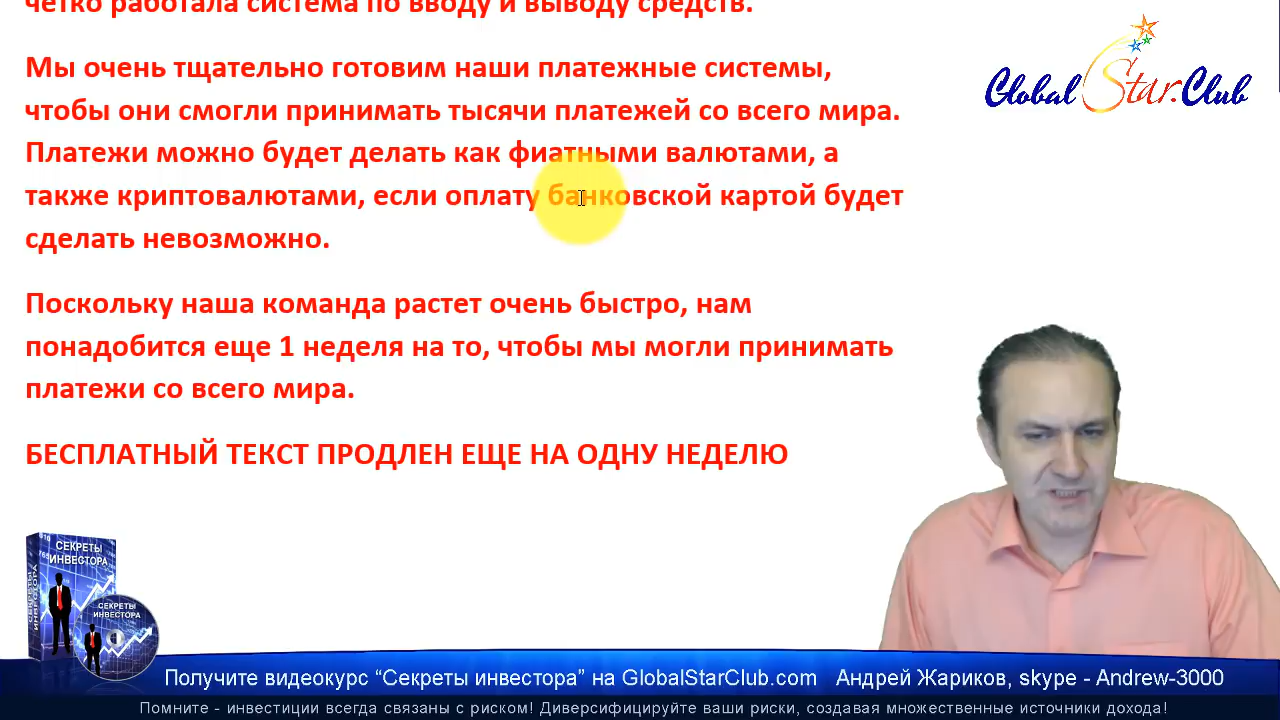 четко работала система по вводу и выводу средств.
Мы очень тщательно готовим наши платежные системы,
чтобы они смогли принимать тысячи платежей со всего мира.
Платежи можно будет делать как фиатными валютами, а
также криптовалютами, если оплату банковской картой будет
сделать невозможно.
Поскольку наша команда растет очень быстро, нам
понадобится еще 1 неделя на то, чтобы мы могли принимать
платежи со всего мира.
БЕСПЛАТНЫЙ ТЕКСТ ПРОДЛЕН ЕЩЕ НА ОДНУ НЕДЕЛЮ
Global Star.Club
СЕКРЕТЫ
ИНВЕСТОРА
СЕКРЕТЫ ИНВЕСТОРА
СЕКРЕТЫ
ИНВЕСТОРА
Получите видеокурс “Секреты инвестора” на GlobalStarClub.com Андрей Жариков, skype - Andrew-3000
Помните - инвестиции всегда связаны с риском! Диверсифицируйте ваши риски, создавая множественные источники дохода!